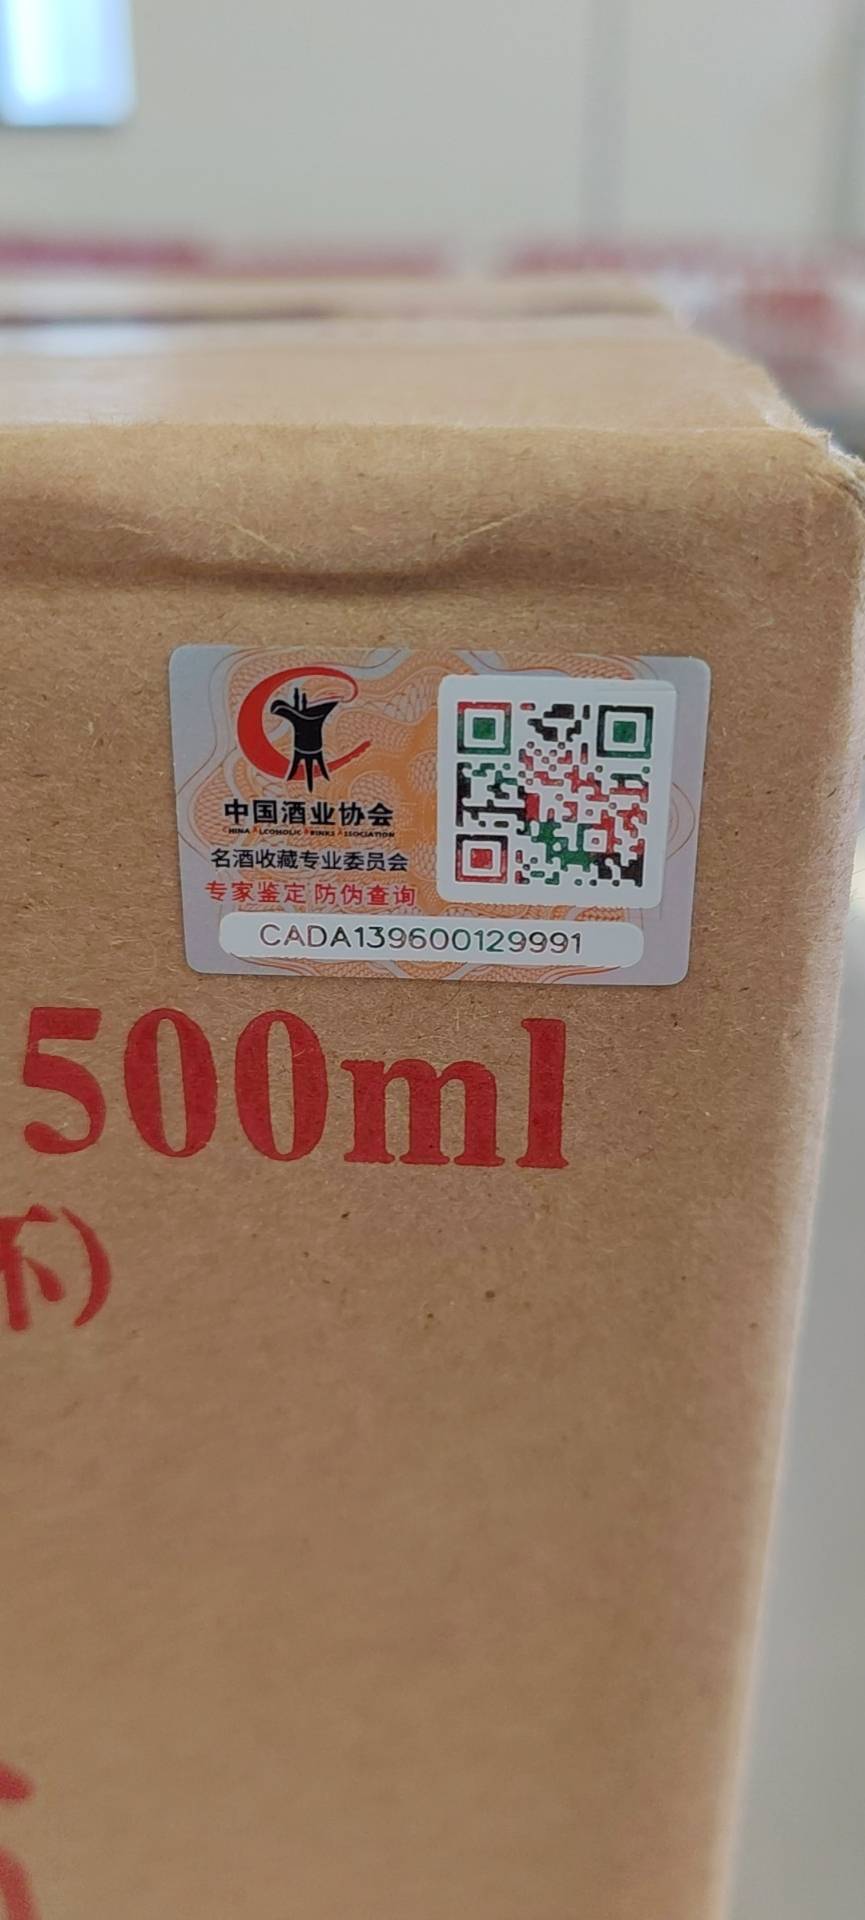 中国酒业协会
CHINA ALCOHOLIC DRINKS ASSOCIATION
名酒收藏专业委员会
专家鉴定 防伪查询
CADA139600129991
500ml